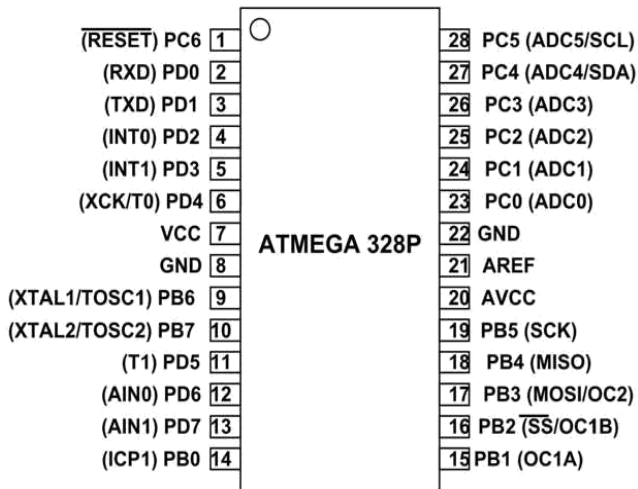 (RESET) PC6 1
(RXD) PD0 2
(TXD) PD1 3
(INT0) PD2 4
(INT1) PD3 5
(XCK/T0) PD4 6
VCC 7
GND 8
(XTAL1/TOSC1) PB6 9
(XTAL2/TOSC2) PB7 10
(T1) PD5 11
(AIN0) PD6 12
(AIN1) PD7 13
(ICP1) PB0 14
ATMEGA 328P
28 PC5 (ADC5/SCL)
27 PC4 (ADC4/SDA)
26 PC3 (ADC3)
25 PC2 (ADC2)
24 PC1 (ADC1)
23 PC0 (ADC0)
22 GND
21 AREF
20 AVCC
19 PB5 (SCK)
18 PB4 (MISO)
17 PB3 (MOSI/OC2)
16 PB2 (SS/OC1B)
15 PB1 (OC1A)